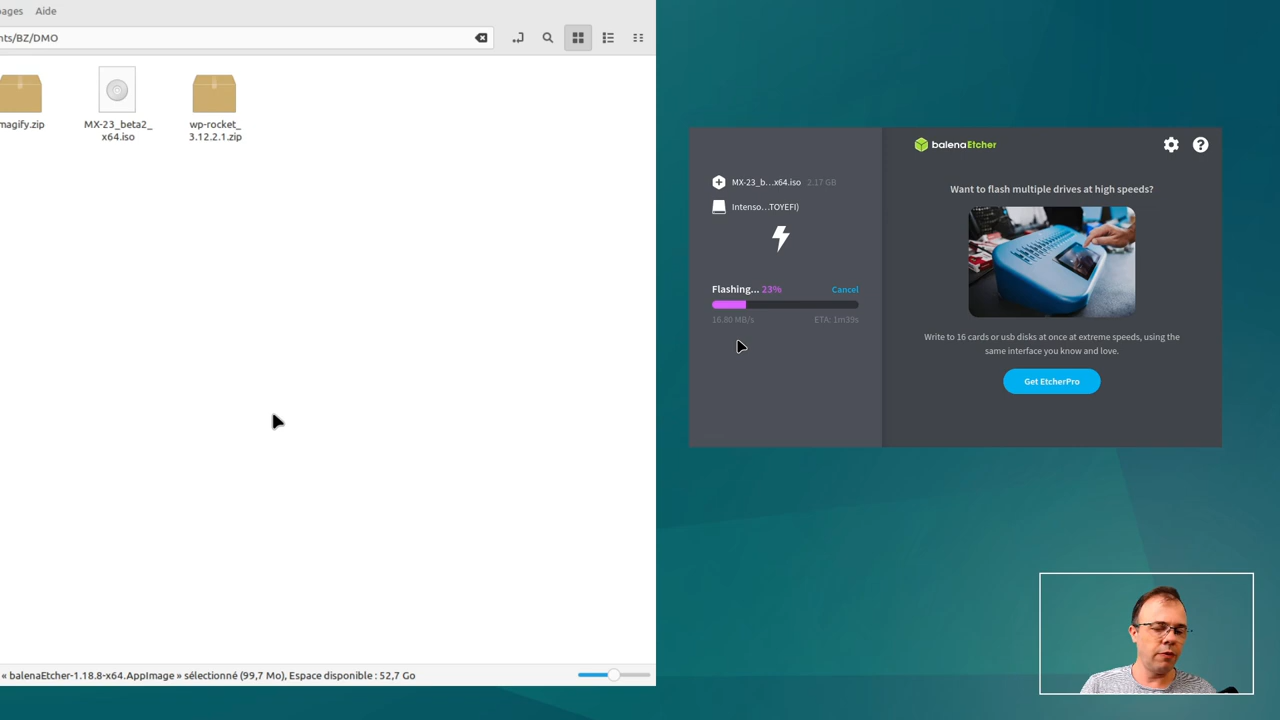 pages Aide
nts/BZ/DMO
magify.zip
MX-23_beta2_
x64.iso
wp-rocket_
3.12.2.1.zip
« balenaEtcher-1.18.8-x64.AppImage » sélectionné (99,7 Mo), Espace disponible : 52,7 Go
MX-23_b...x64.iso 2.17 GB
Intenso...TOYEFI)
Flashing... 23% Cancel
16.80 MB/s ETA: 1m39s
balenaEtcher
Want to flash multiple drives at high speeds?
Write to 16 cards or usb disks at once at extreme speeds, using the
same interface you know and love.
Get EtcherPro